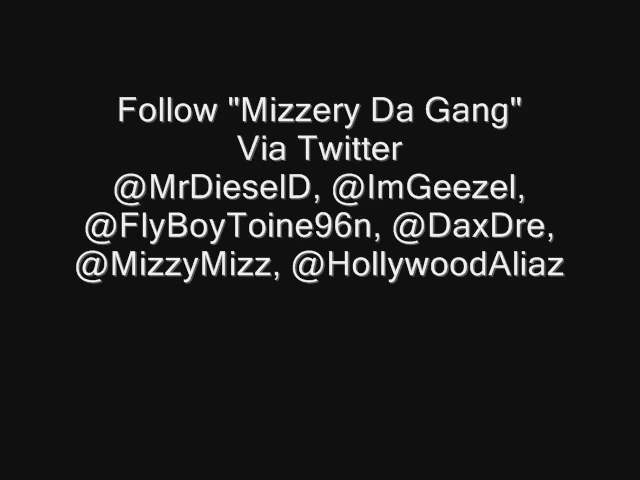 Follow "Mizzery Da Gang"
Via Twitter
@MrDieselD, @ImGeezel,
@FlyBoyToine96n, @DaxDre,
@MizzyMizz, @HollywoodAliaz